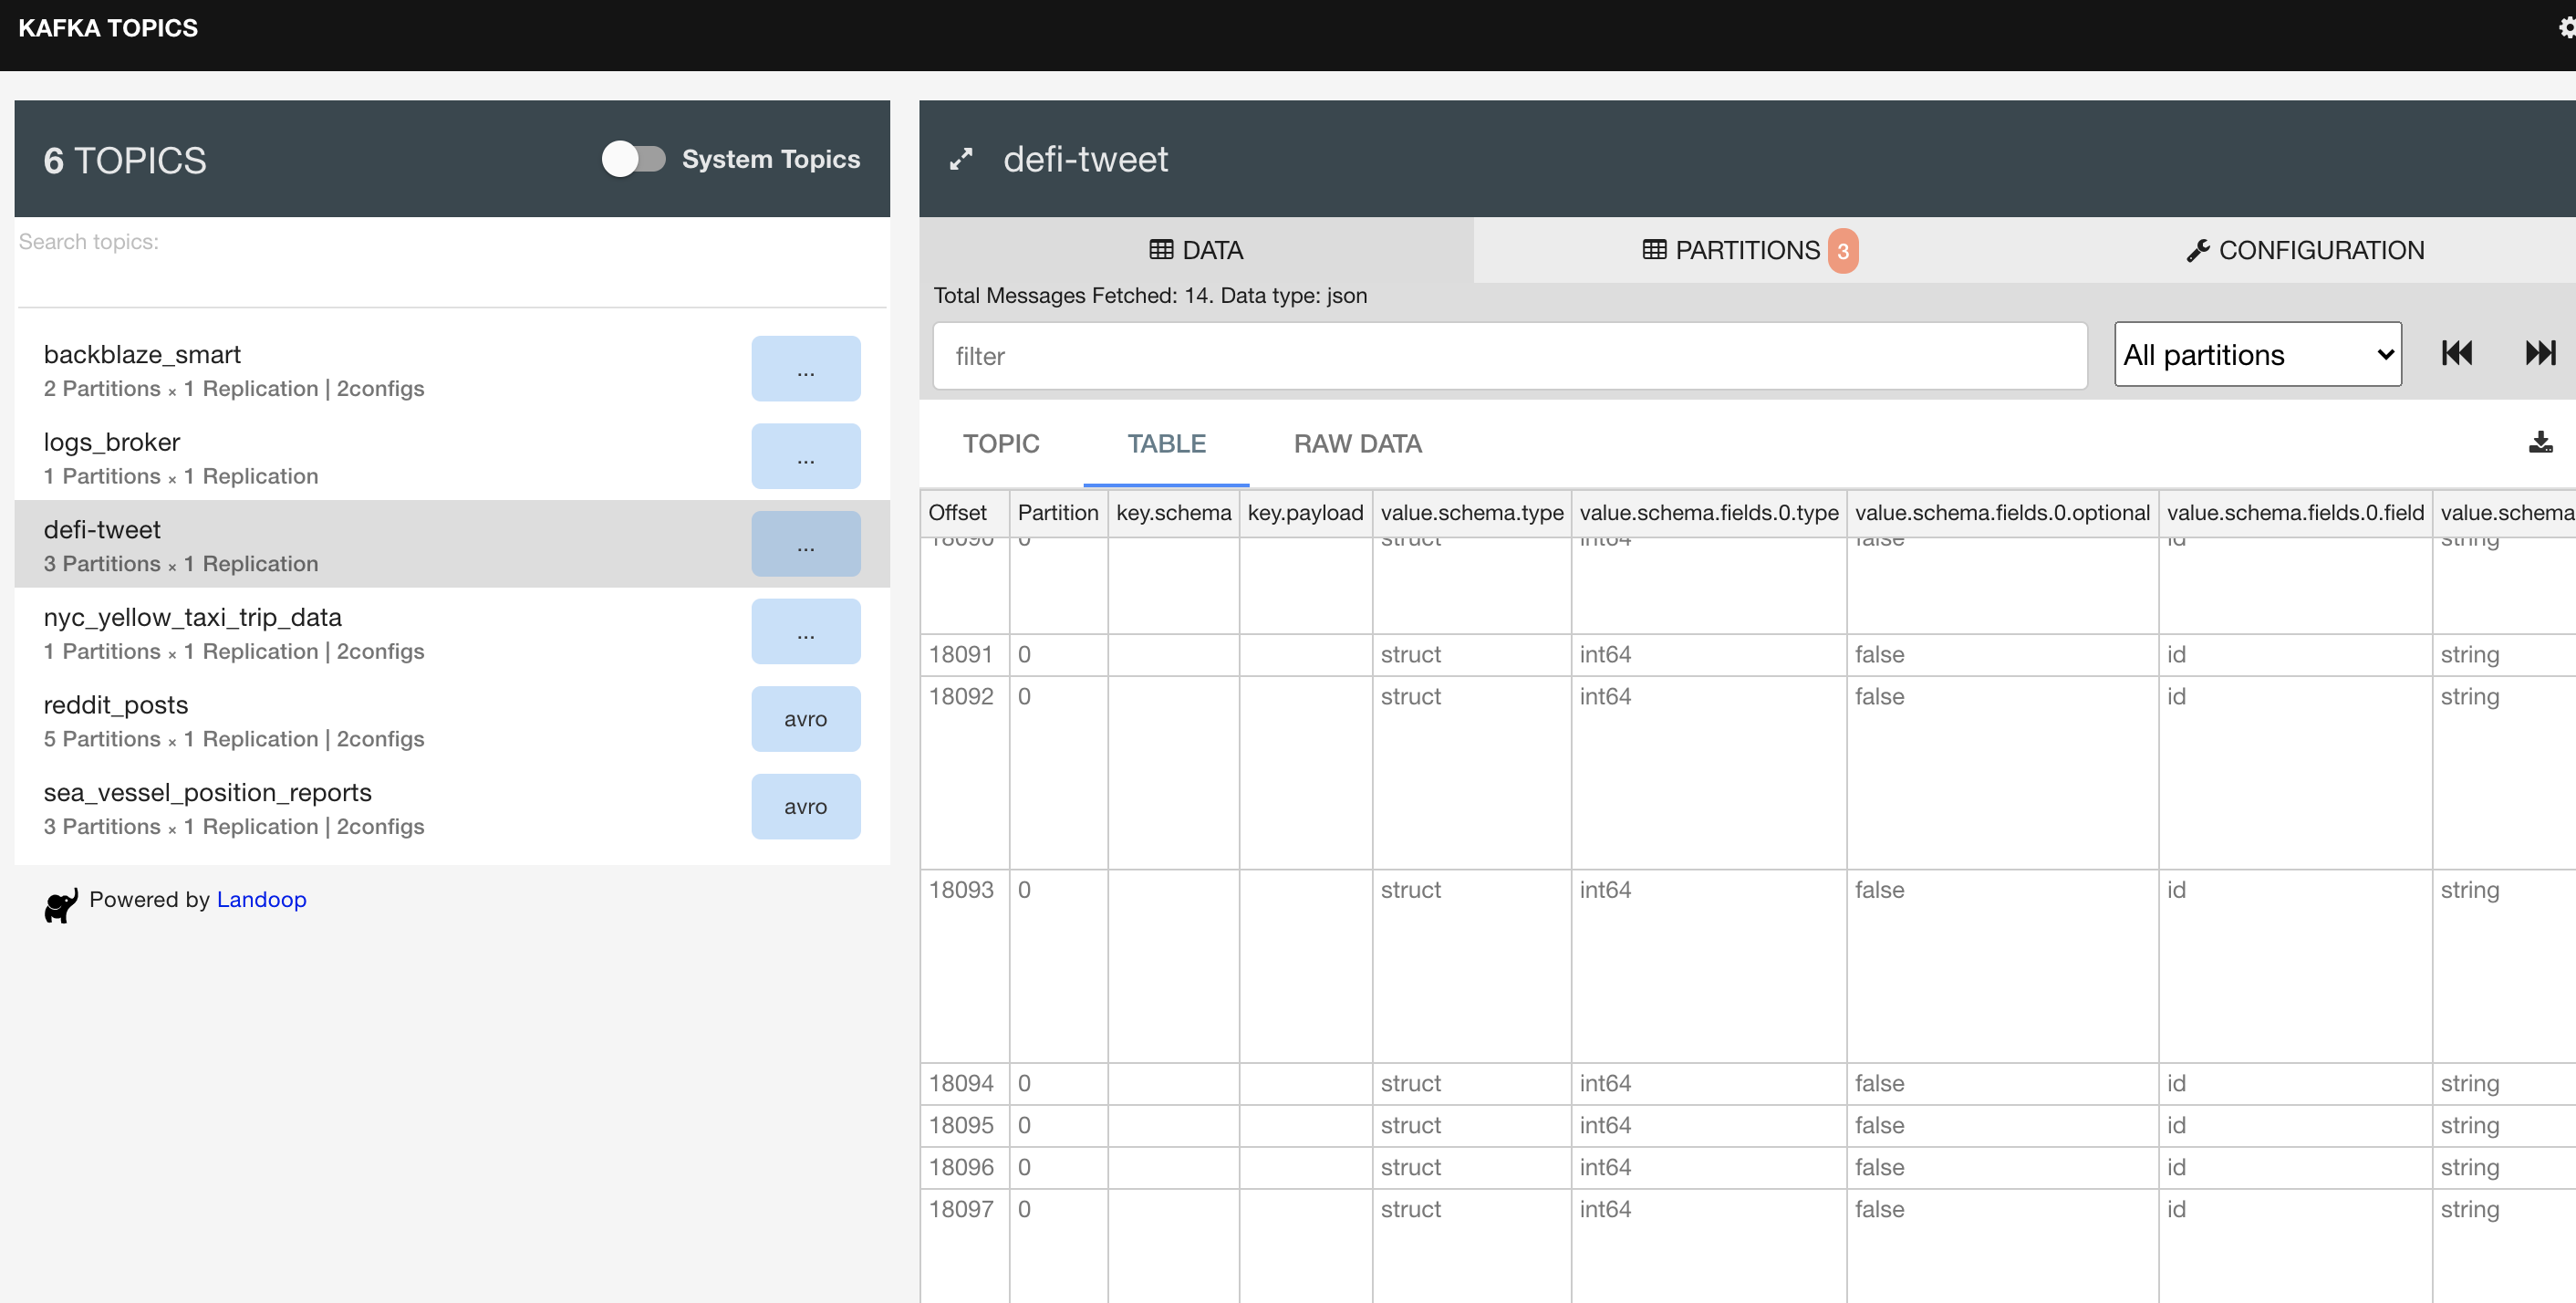 KAFKA TOPICS
6 TOPICS
System Topics
Search topics:
backblaze_smart
2 Partitions × 1 Replication | 2configs
...
logs_broker
1 Partitions × 1 Replication
...
defi-tweet
3 Partitions × 1 Replication
...
nyc_yellow_taxi_trip_data
1 Partitions × 1 Replication | 2configs
...
reddit_posts
5 Partitions × 1 Replication | 2configs
avro
sea_vessel_position_reports
3 Partitions × 1 Replication | 2configs
avro
Powered by Landoop
defi-tweet
DATA PARTITIONS 3 CONFIGURATION
Total Messages Fetched: 14. Data type: json
filter All partitions
TOPIC TABLE RAW DATA
Offset Partition key.schema key.payload value.schema.type value.schema.fields.0.type value.schema.fields.0.optional value.schema.fields.0.field value.schema
18090 0 struct int64 false id string
18091 0 struct int64 false id string
18092 0 struct int64 false id string
18093 0 struct int64 false id string
18094 0 struct int64 false id string
18095 0 struct int64 false id string
18096 0 struct int64 false id string
18097 0 struct int64 false id string